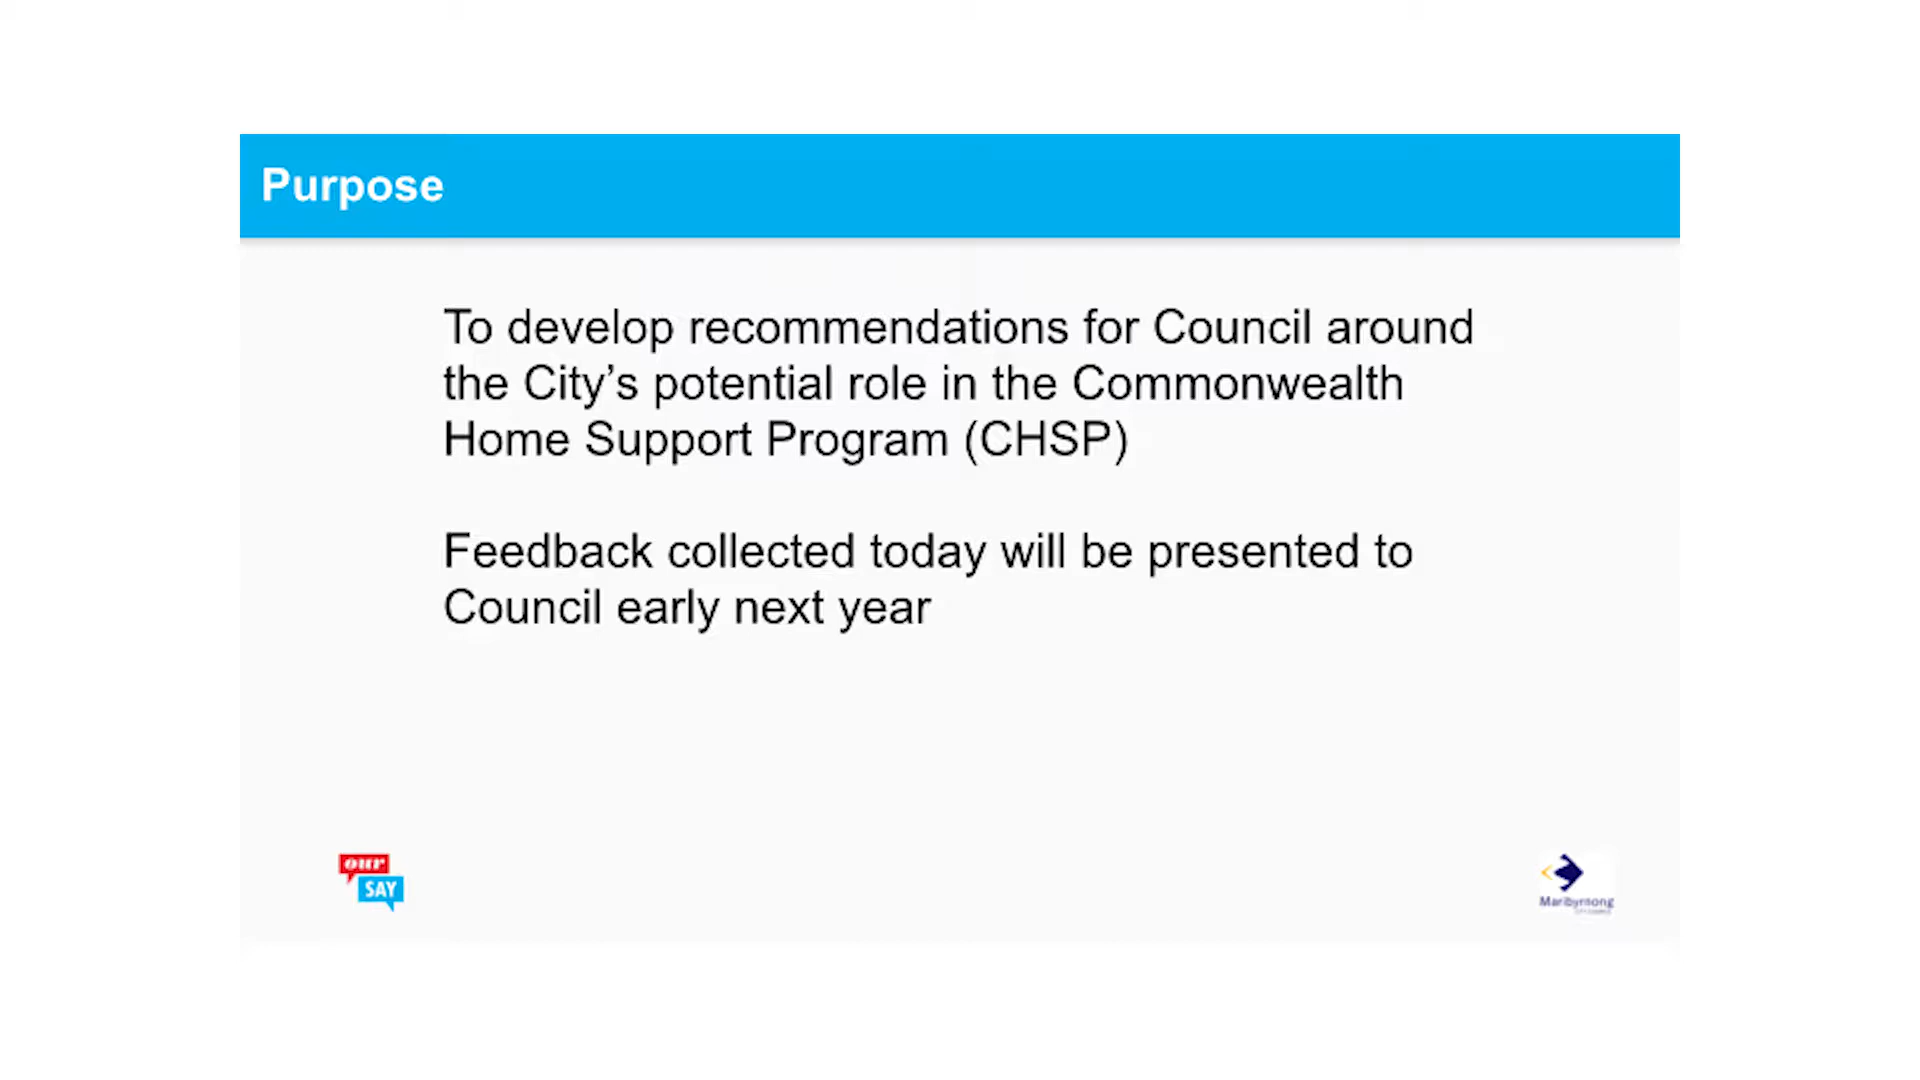 Purpose
To develop recommendations for Council around
the City’s potential role in the Commonwealth
Home Support Program (CHSP)
Feedback collected today will be presented to
Council early next year
our
SAY
Maribyrnong